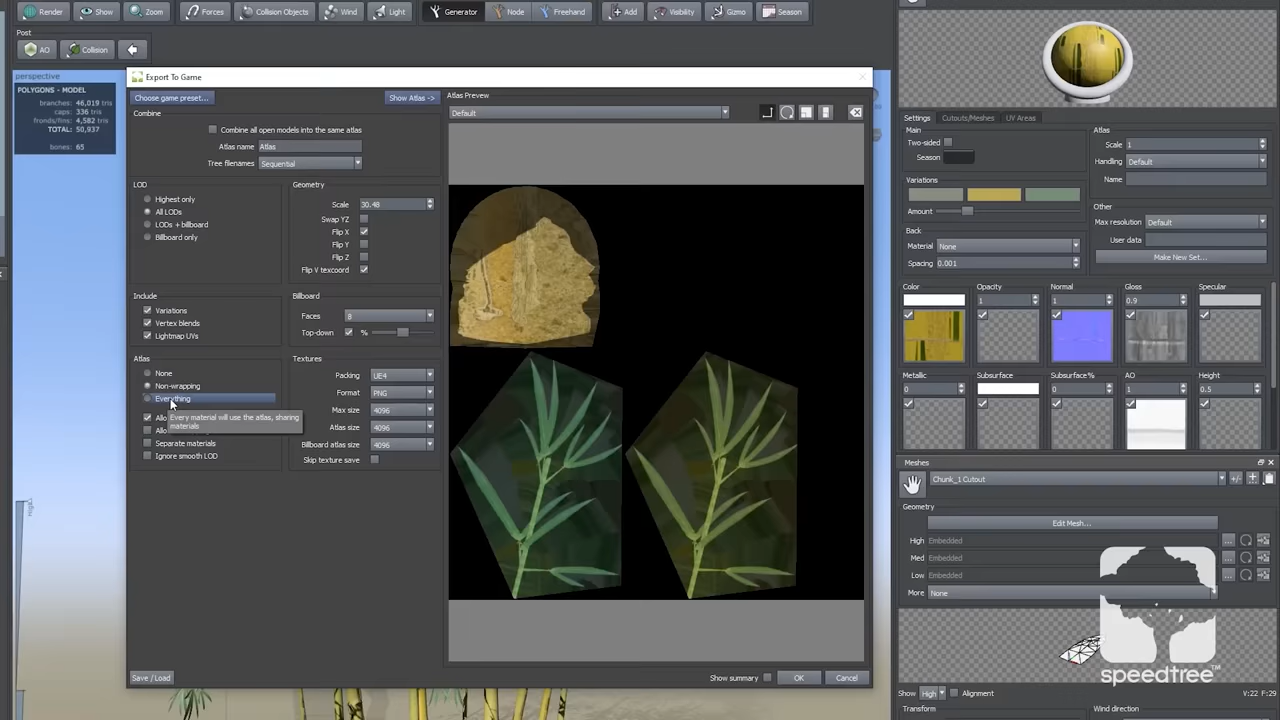 Render Show Zoom Forces Collision Objects Wind Light Generator Node Freehand Add Visibility Gizmo Season
Post
AO Collision
perspective
POLYGONS - MODEL
branches: 46,019 tris
caps: 336 tris
fronds/fins: 4,582 tris
TOTAL: 50,937
bones: 65
Export To Game
Choose game preset...
Show Atlas ->
Combine
Combine all open models into the same atlas
Atlas name Atlas
Tree filenames Sequential
LOD
Highest only
All LODs
LODs + billboard
Billboard only
Geometry
Scale 30.48
Swap YZ
Flip X
Flip Y
Flip Z
Flip V texcoord
Include
Variations
Vertex blends
Lightmap UVs
Billboard
Faces 8
Top-down %
Atlas
None
Non-wrapping
Everything
Allo
Allo
Every material will use the atlas, sharing
materials
Separate materials
Ignore smooth LOD
Textures
Packing UE4
Format PNG
Max size 4096
Atlas size 4096
Billboard atlas size 4096
Skip texture save
Save / Load
Atlas Preview
Default
Show summary
OK
Cancel
Settings Cutouts/Meshes UV Areas
Main
Two-sided
Season
Variations
Amount
Back
Material None
Spacing 0.001
Atlas
Scale 1
Handling Default
Name
Other
Max resolution Default
User data
Make New Set...
Color Opacity Normal Gloss Specular
1 1 0.9
Metallic Subsurface Subsurface% AO Height
0 0 1 0.5
Meshes
Chunk_1 Cutout
+/-
Geometry
Edit Mesh...
High Embedded ...
Med Embedded ...
Low Embedded ...
More None
speedtree™
Show High Alignment
V:22 F:29
Transform
Wind direction